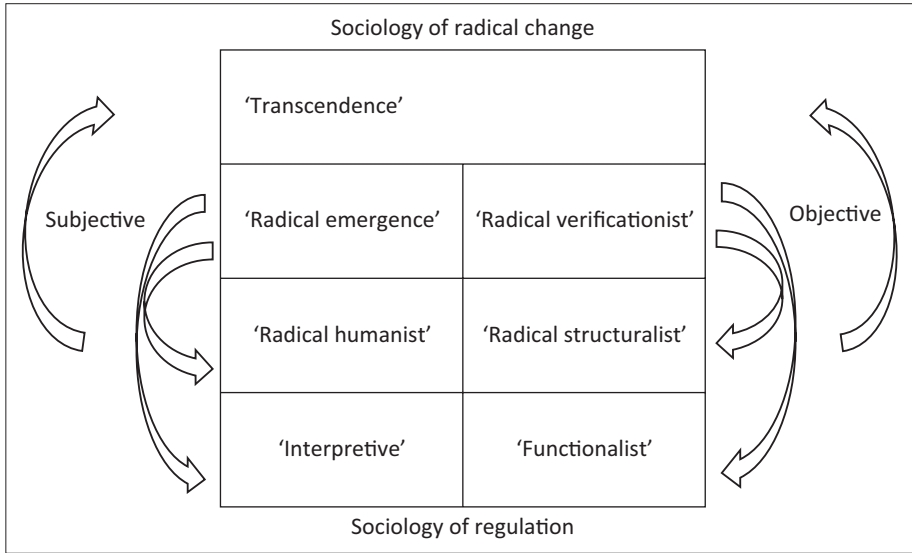 Sociology of radical change
‘Transcendence’
Subjective
‘Radical emergence’
‘Radical verificationist’
Objective
‘Radical humanist’
‘Radical structuralist’
‘Interpretive’
‘Functionalist’
Sociology of regulation